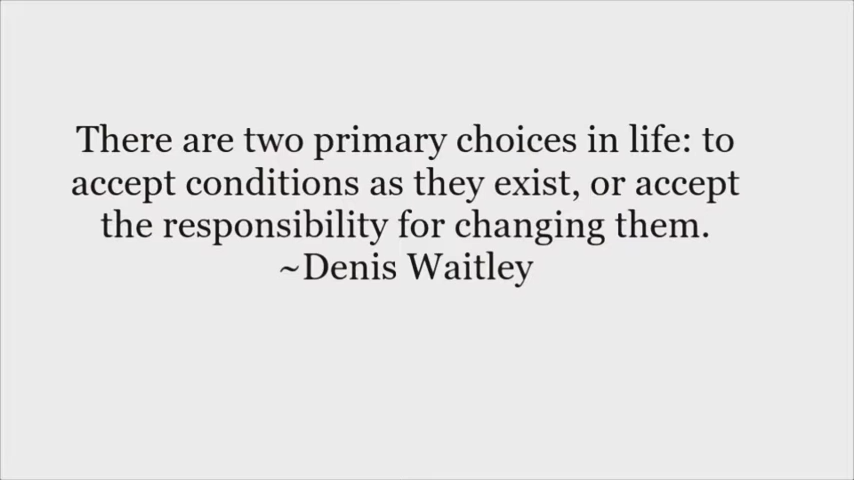 There are two primary choices in life: to
accept conditions as they exist, or accept
the responsibility for changing them.
~Denis Waitley